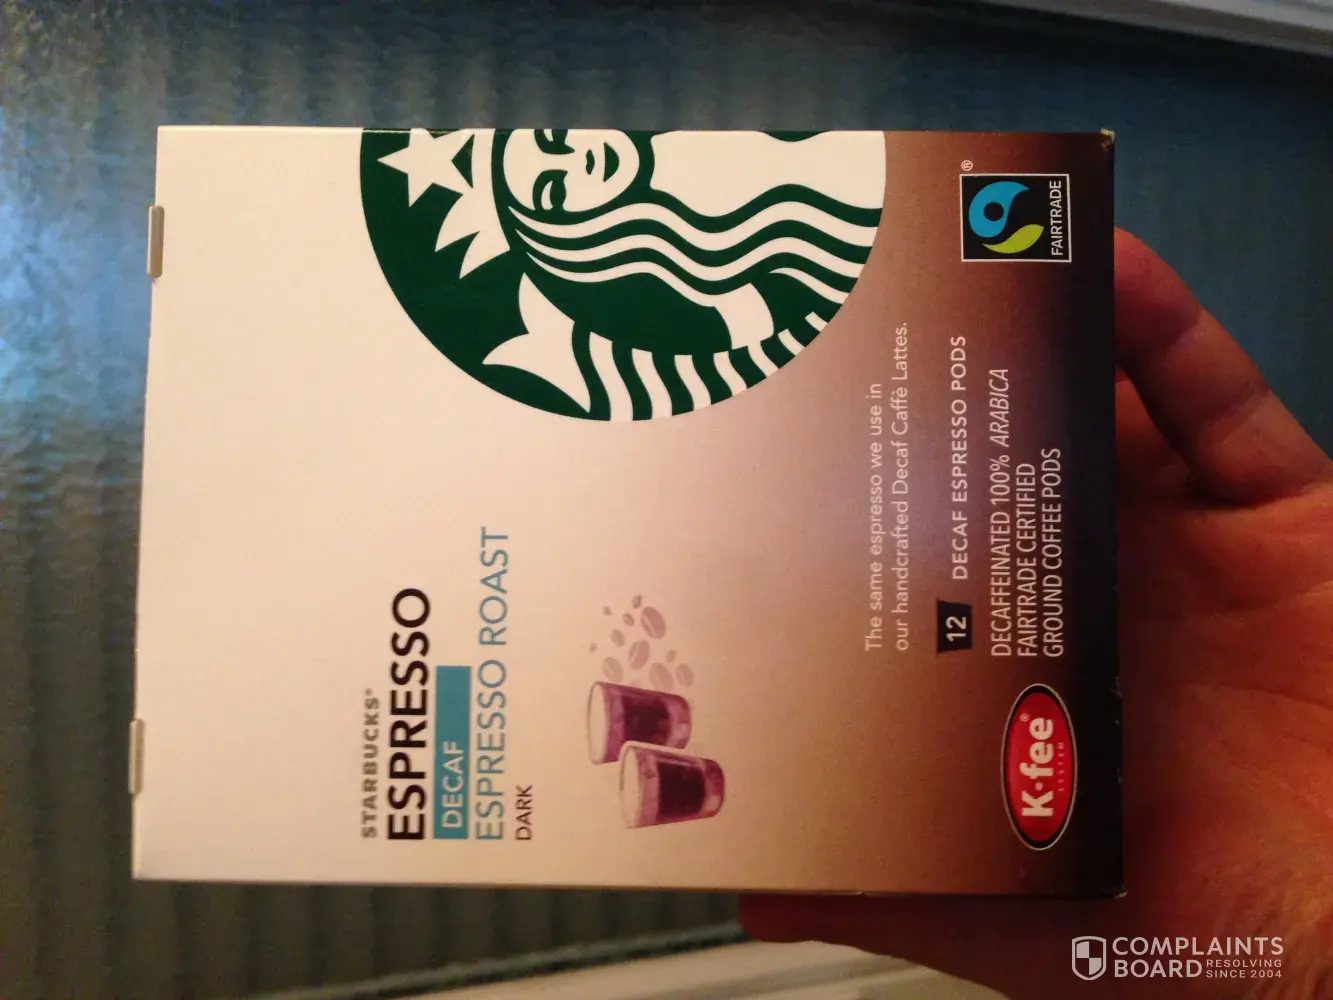 STARBUCKS®
ESPRESSO
DECAF
ESPRESSO ROAST
DARK
The same espresso we use in
our handcrafted Decaf Caffè Lattes.
12 DECAF ESPRESSO PODS
DECAFFEINATED 100% ARABICA
FAIRTRADE CERTIFIED
GROUND COFFEE PODS
K·fee®
SYSTEM
®
FAIRTRADE
COMPLAINTS
BOARD RESOLVING
SINCE 2004